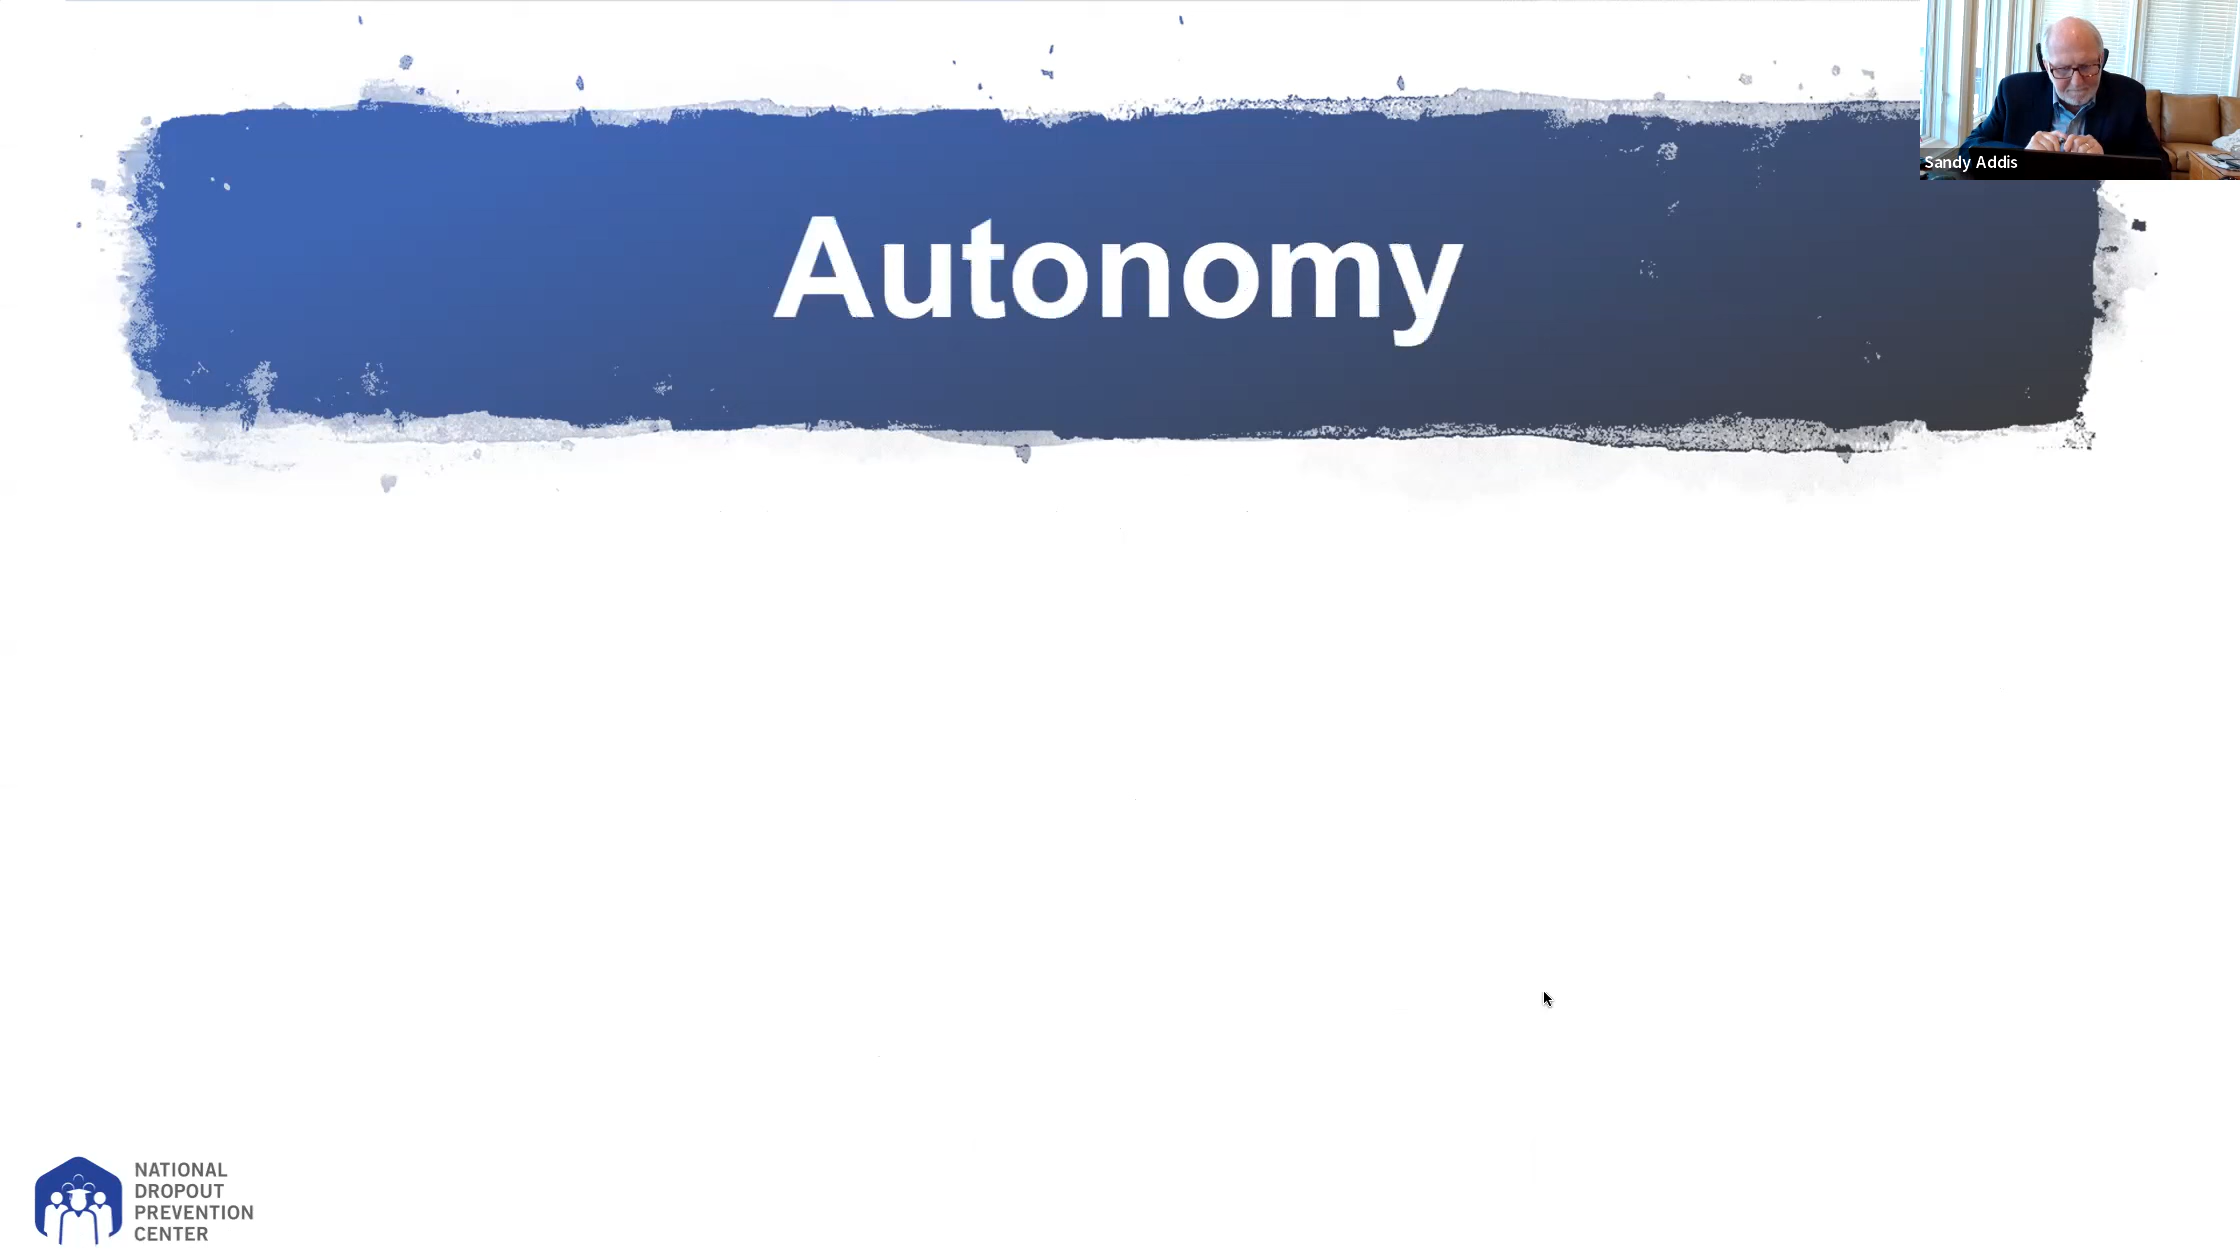 Autonomy
Sandy Addis
NATIONAL
DROPOUT
PREVENTION
CENTER